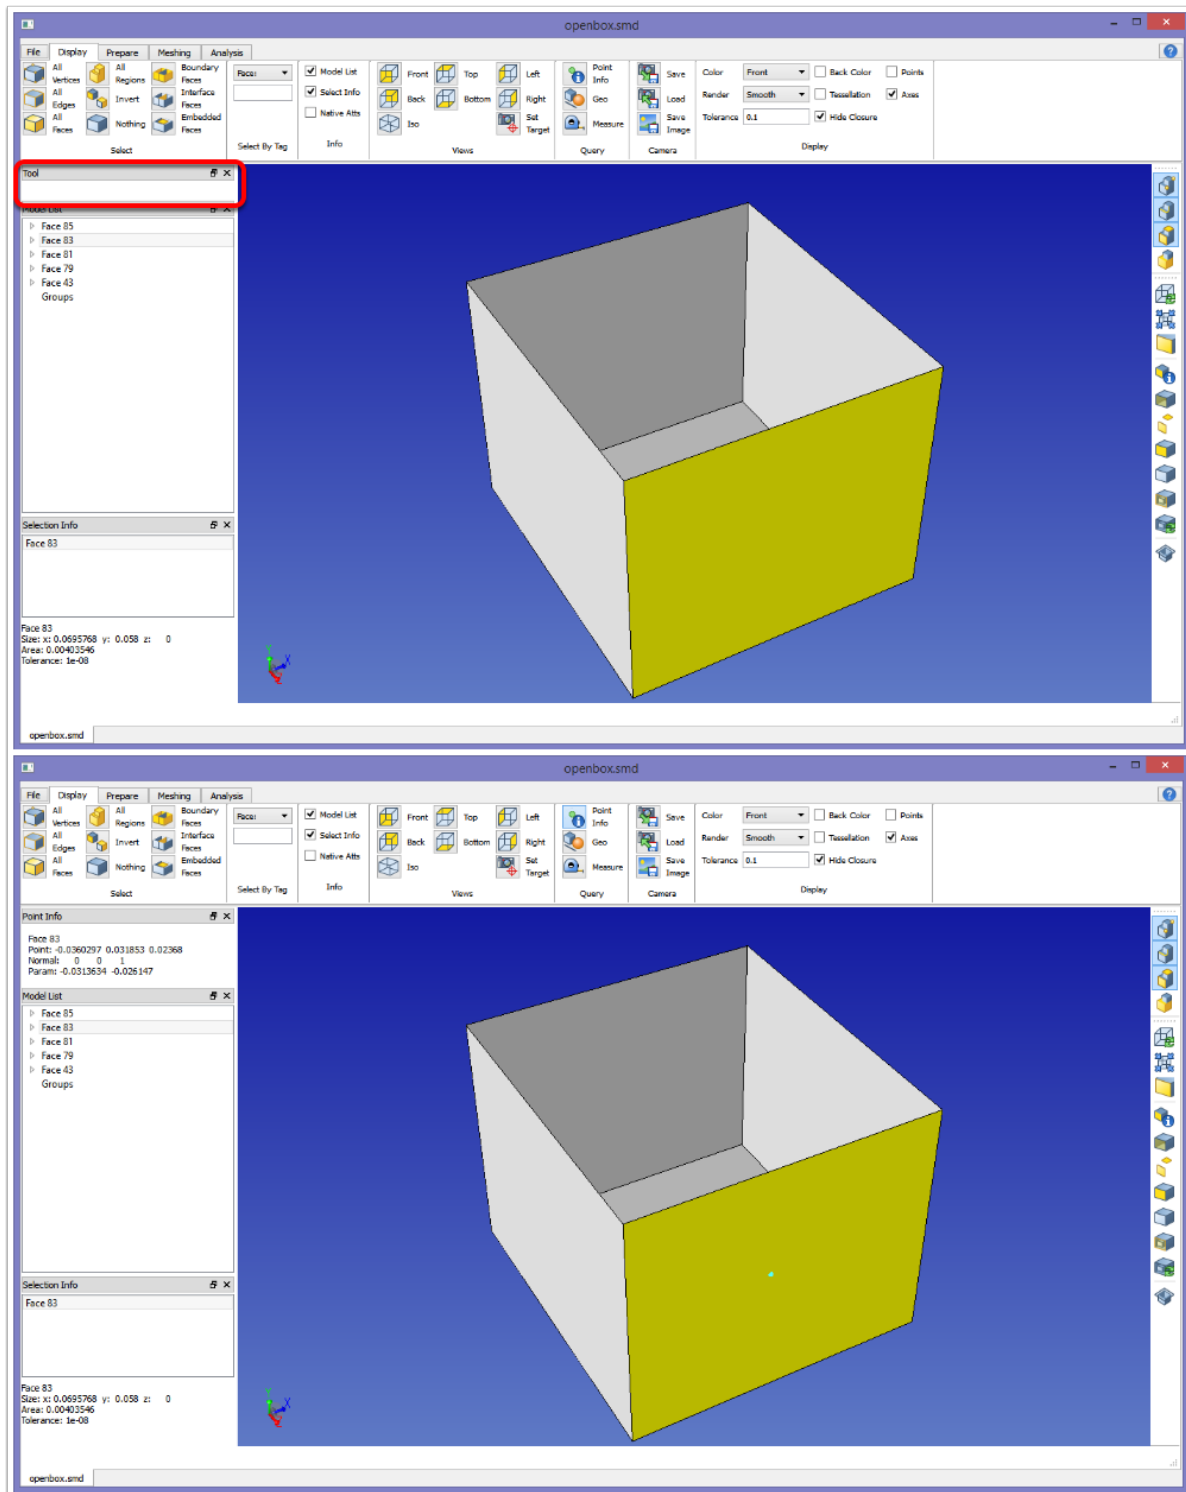 openbox.smd
File Display Prepare Meshing Analysis
All Vertices All Regions Boundary Faces
All Edges Invert Interface Faces
All Faces Nothing Embedded Faces
Select
Face:
Select By Tag
Model List
Select Info
Native Atts
Info
Front Top Left
Back Bottom Right
Iso Set Target
Views
Point Info
Geo
Measure
Query
Save
Load
Save Image
Camera
Color Front Back Color Points
Render Smooth Tessellation Axes
Tolerance 0.1 Hide Closure
Display
Tool
Model List
Face 85
Face 83
Face 81
Face 79
Face 43
Groups
Selection Info
Face 83
Face 83
Size: x: 0.0695768 y: 0.058 z: 0
Area: 0.00403546
Tolerance: 1e-08
Y X Z
openbox.smd
openbox.smd
File Display Prepare Meshing Analysis
All Vertices All Regions Boundary Faces
All Edges Invert Interface Faces
All Faces Nothing Embedded Faces
Select
Face:
Select By Tag
Model List
Select Info
Native Atts
Info
Front Top Left
Back Bottom Right
Iso Set Target
Views
Point Info
Geo
Measure
Query
Save
Load
Save Image
Camera
Color Front Back Color Points
Render Smooth Tessellation Axes
Tolerance 0.1 Hide Closure
Display
Point Info
Face 83
Point: -0.0360297 0.031853 0.02368
Normal: 0 0 1
Param: -0.0313634 -0.026147
Model List
Face 85
Face 83
Face 81
Face 79
Face 43
Groups
Selection Info
Face 83
Face 83
Size: x: 0.0695768 y: 0.058 z: 0
Area: 0.00403546
Tolerance: 1e-08
Y X Z
openbox.smd